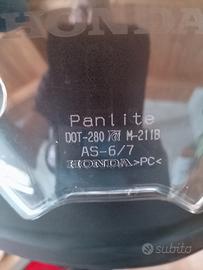 HONDA
Panlite
DOT-280 M-211B
AS-6/7
HONDA >PC<
subito